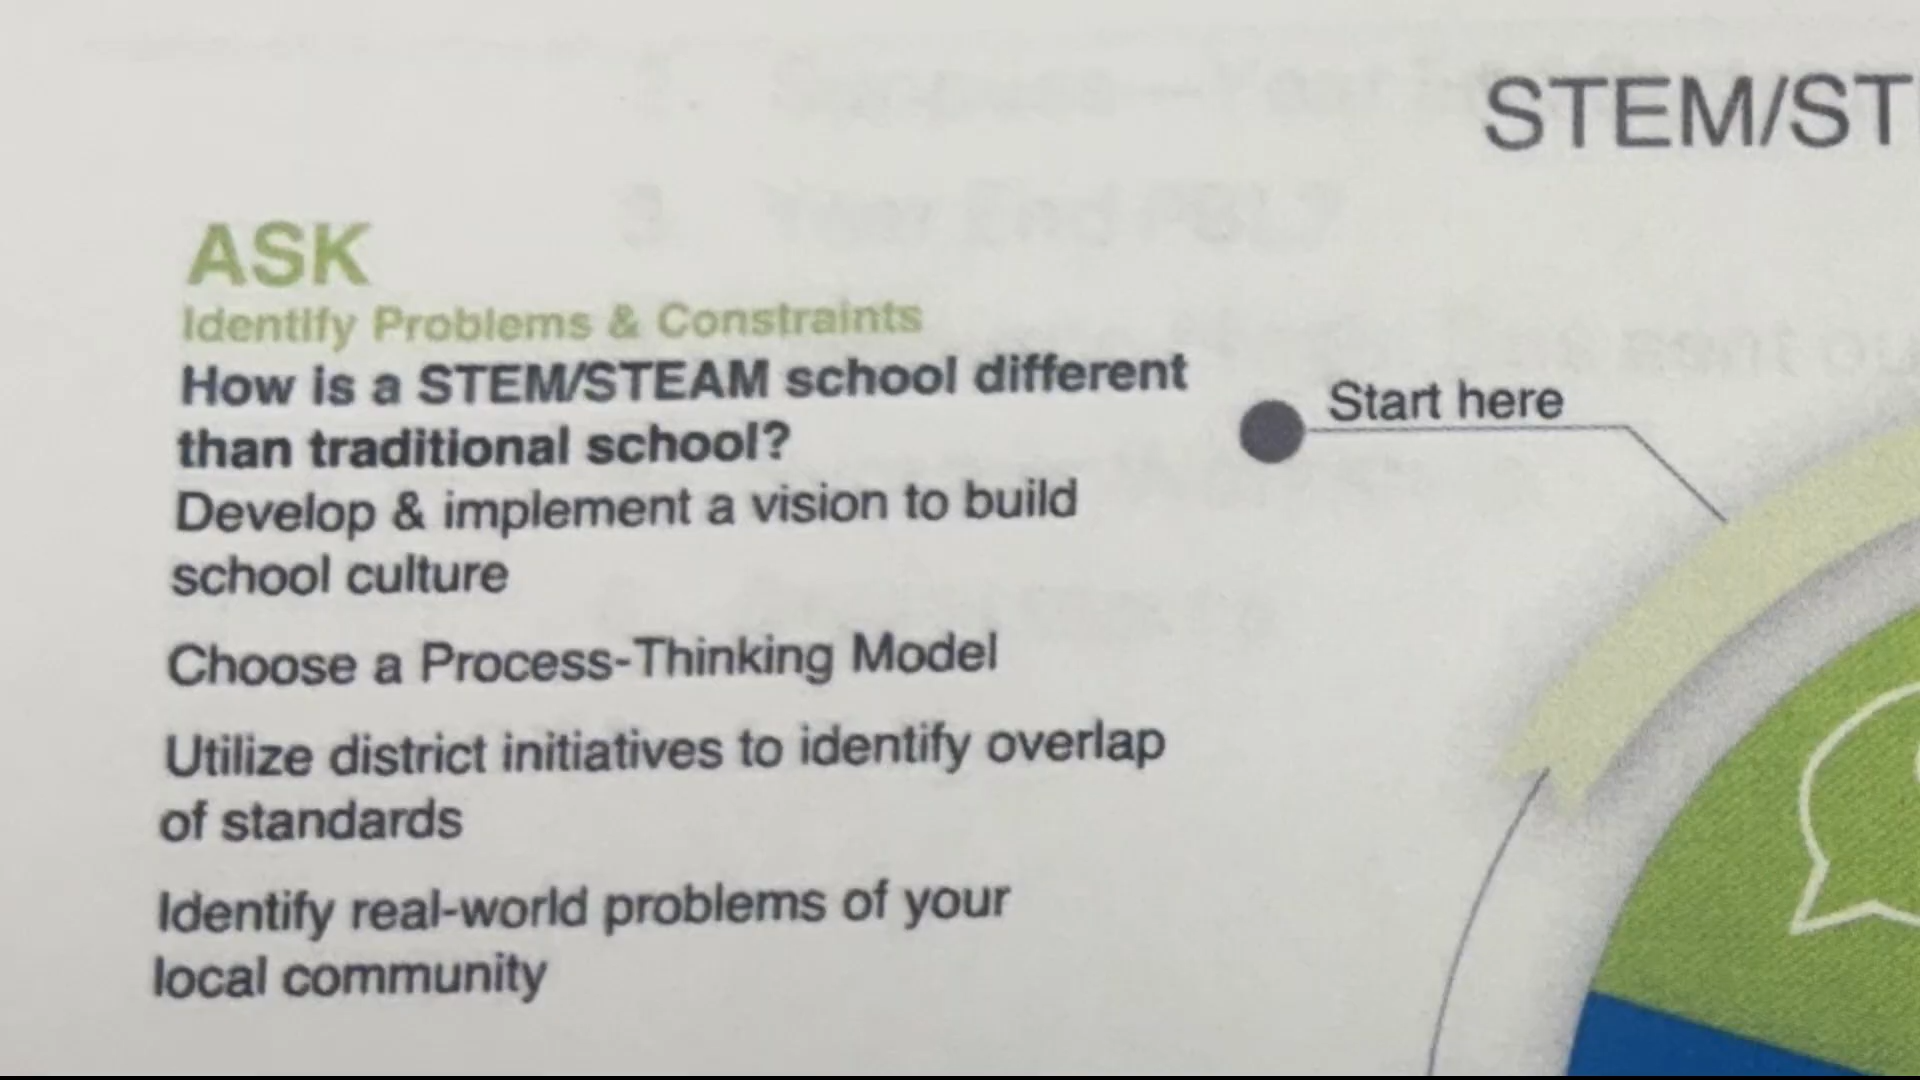 STEM/ST
ASK
Identify Problems & Constraints
How is a STEM/STEAM school different
than traditional school?
Develop & implement a vision to build
school culture
Choose a Process-Thinking Model
Utilize district initiatives to identify overlap
of standards
Identify real-world problems of your
local community
Start here